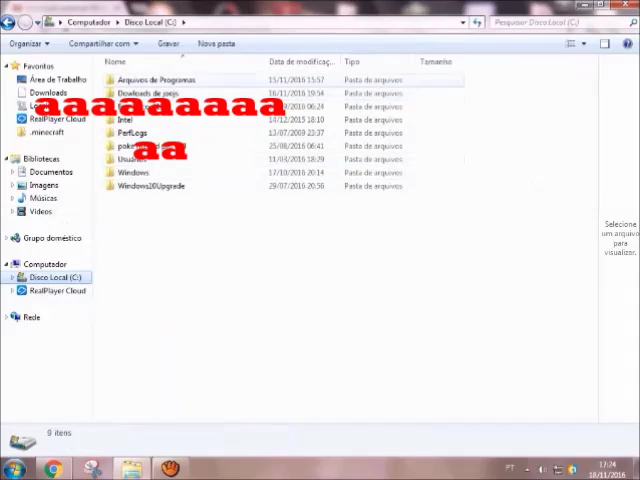 Computador ▸ Disco Local (C:) ▸
Pesquisar Disco Local (C:)
Organizar Compartilhar com Gravar Nova pasta
Nome Data de modificaç... Tipo Tamanho
Favoritos
Área de Trabalho
Downloads
RealPlayer Cloud
.minecraft
Bibliotecas
Documentos
Imagens
Músicas
Vídeos
Grupo doméstico
Computador
Disco Local (C:)
RealPlayer Cloud
Rede
Arquivos de Programas 15/11/2016 15:57 Pasta de arquivos
Dowloads de joojs 16/11/2016 19:54 Pasta de arquivos
06:24 Pasta de arquivos
Intel 14/12/2015 18:10 Pasta de arquivos
PerfLogs 13/07/2009 23:37 Pasta de arquivos
25/08/2016 06:41 Pasta de arquivos
11/03/2016 18:29 Pasta de arquivos
Windows 17/10/2016 20:14 Pasta de arquivos
Windows10Upgrade 29/07/2016 20:56 Pasta de arquivos
aaaaaaaaa
aa
Selecione
um arquivo
para
visualizar.
9 itens
PT
17:24
18/11/2016